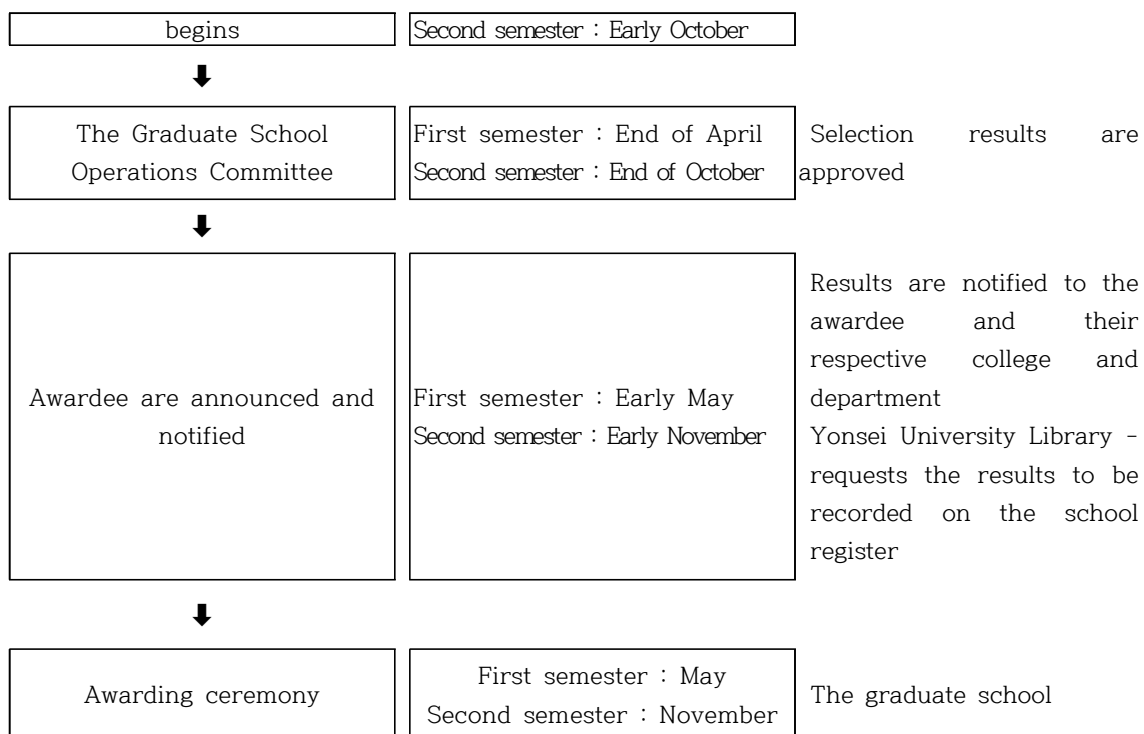 begins
Second semester : Early October
⬇
The Graduate School
Operations Committee
First semester : End of April
Second semester : End of October
Selection results are
approved
⬇
Awardee are announced and
notified
First semester : Early May
Second semester : Early November
Results are notified to the
awardee and their
respective college and
department
Yonsei University Library -
requests the results to be
recorded on the school
register
⬇
Awarding ceremony
First semester : May
Second semester : November
The graduate school